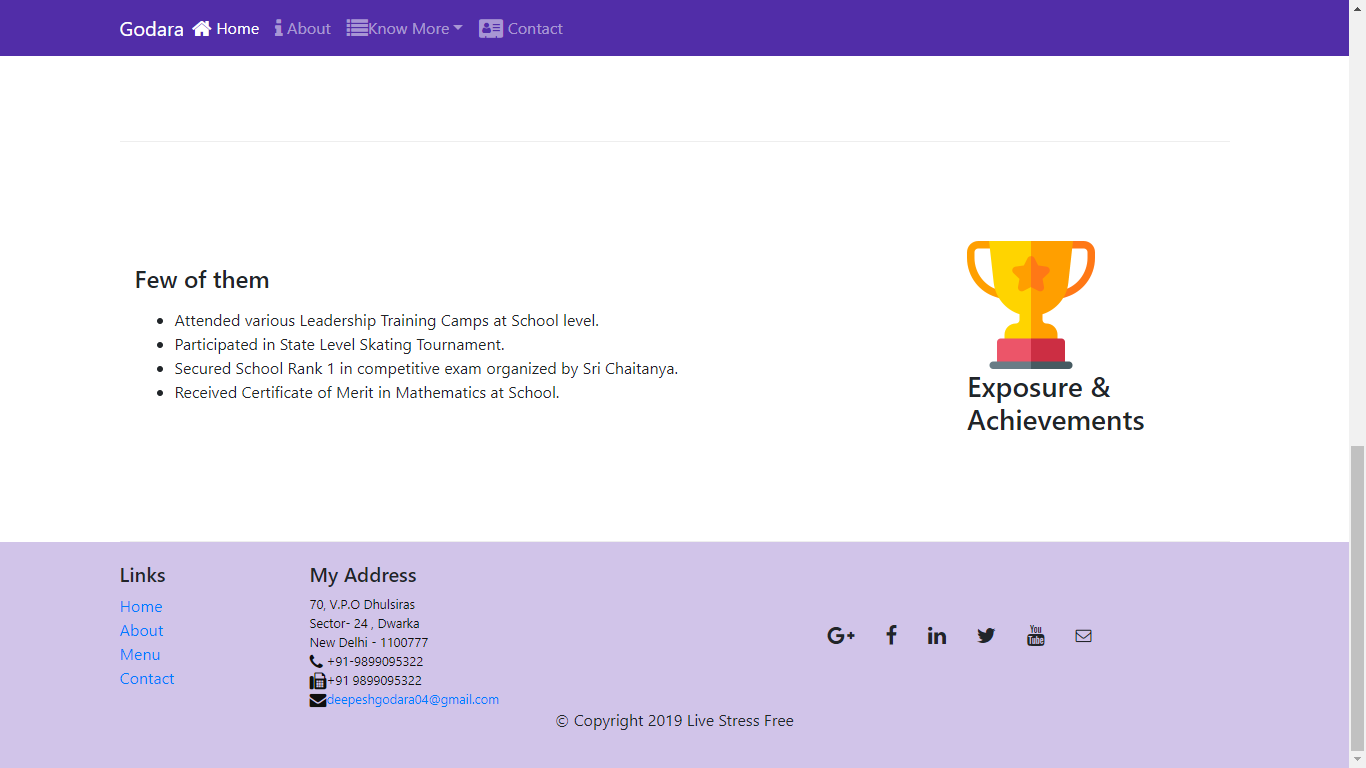 Godara Home About Know More Contact
Few of them
Attended various Leadership Training Camps at School level.
Participated in State Level Skating Tournament.
Secured School Rank 1 in competitive exam organized by Sri Chaitanya.
Received Certificate of Merit in Mathematics at School.
Exposure &
Achievements
Links
Home
About
Menu
Contact
My Address
70, V.P.O Dhulsiras
Sector- 24 , Dwarka
New Delhi - 1100777
+91-9899095322
+91 9899095322
deepeshgodara04@gmail.com
You
Tube
© Copyright 2019 Live Stress Free